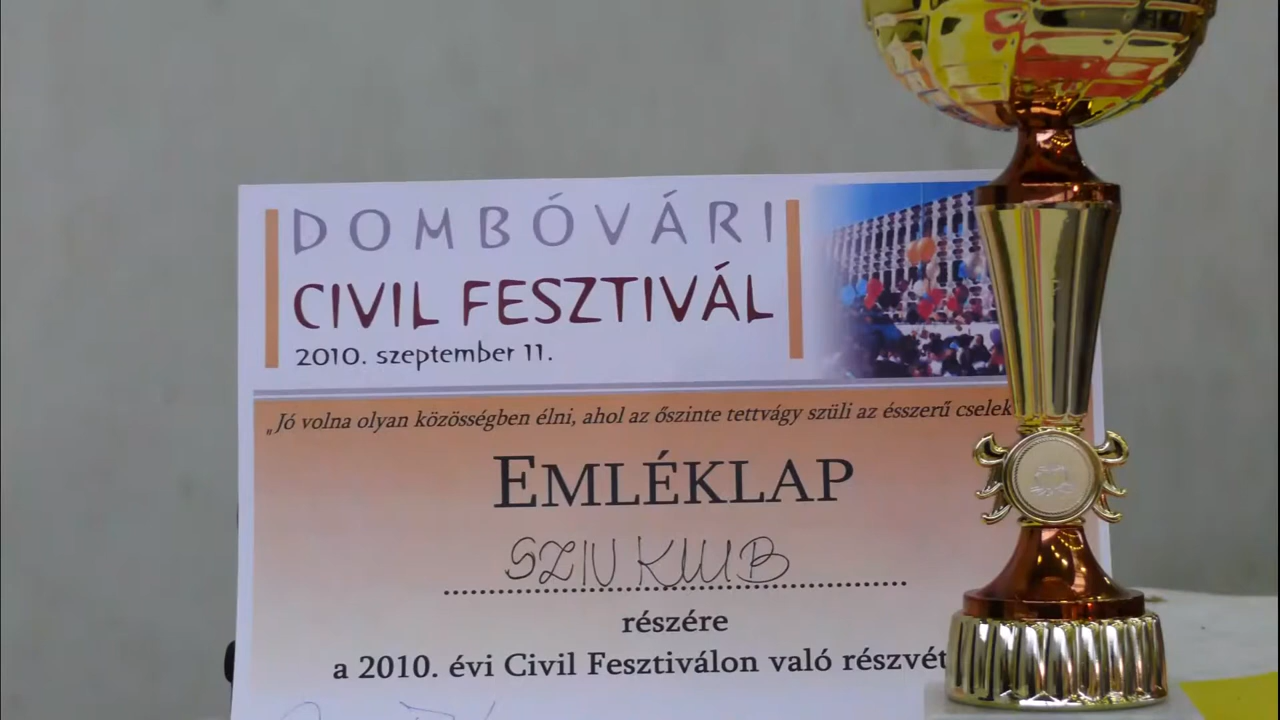 DOMBÓVÁRI
CIVIL FESZTIVÁL
2010. szeptember 11.
„Jó volna olyan közösségben élni, ahol az őszinte tettvágy szüli az ésszerű cselek
EMLÉKLAP
SZIV KLUB
részére
a 2010. évi Civil Fesztiválon való részvét